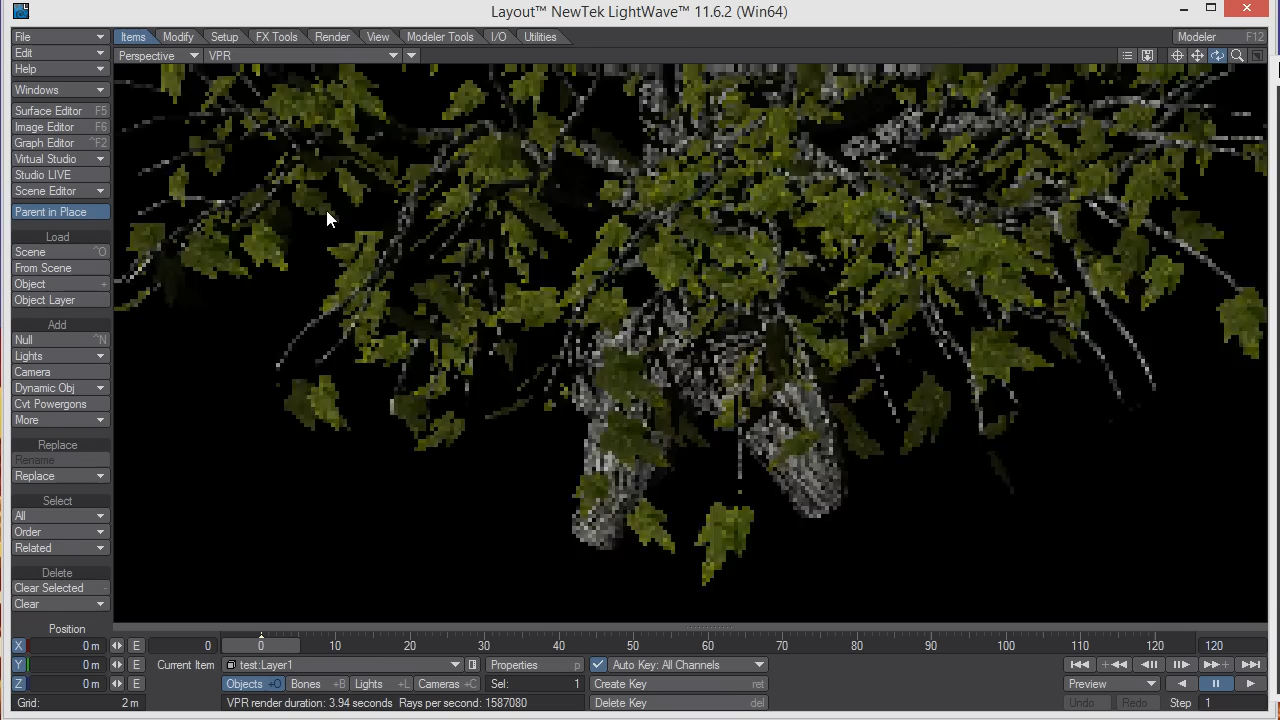 Layout™ NewTek LightWave™ 11.6.2 (Win64)
File
Items Modify Setup FX Tools Render View Modeler Tools I/O Utilities
Modeler F12
Edit
Perspective VPR
Help
Windows
Surface Editor F5
Image Editor F6
Graph Editor ^F2
Virtual Studio
Studio LIVE
Scene Editor
Parent in Place
Load
Scene ^O
From Scene
Object +
Object Layer
Add
Null ^N
Lights
Camera
Dynamic Obj
Cvt Powergons
More
Replace
Rename
Replace
Select
All
Order
Related
Delete
Clear Selected -
Clear
Position
X 0 m E 0 0 10 20 30 40 50 60 70 80 90 100 110 120 120
Y 0 m E Current Item test:Layer1 Properties p Auto Key: All Channels
Z 0 m E Objects +O Bones +B Lights +L Cameras +C Sel: 1 Create Key ret Preview
Grid: 2 m VPR render duration: 3.94 seconds Rays per second: 1587080 Delete Key del Undo Redo Step 1